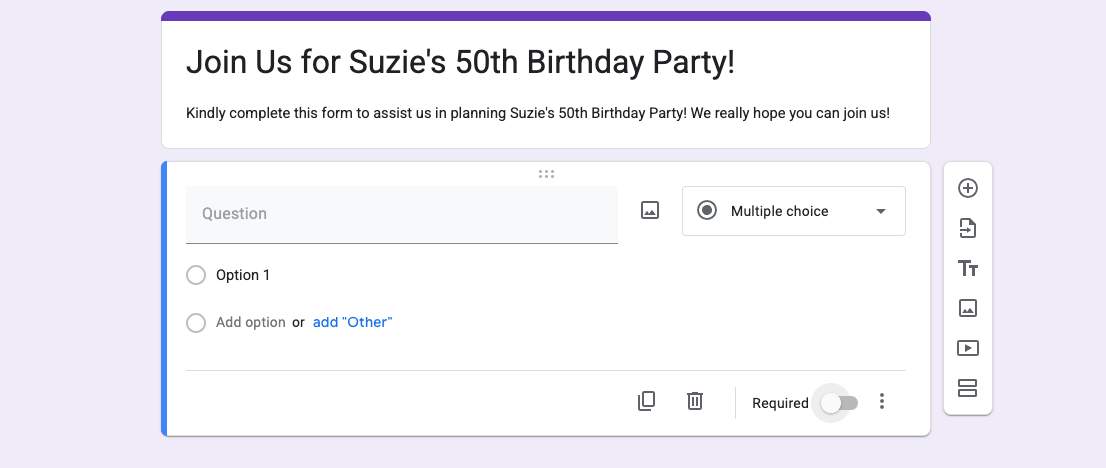 Join Us for Suzie's 50th Birthday Party!
Kindly complete this form to assist us in planning Suzie's 50th Birthday Party! We really hope you can join us!
Question
Multiple choice
Option 1
Add option or add "Other"
Required